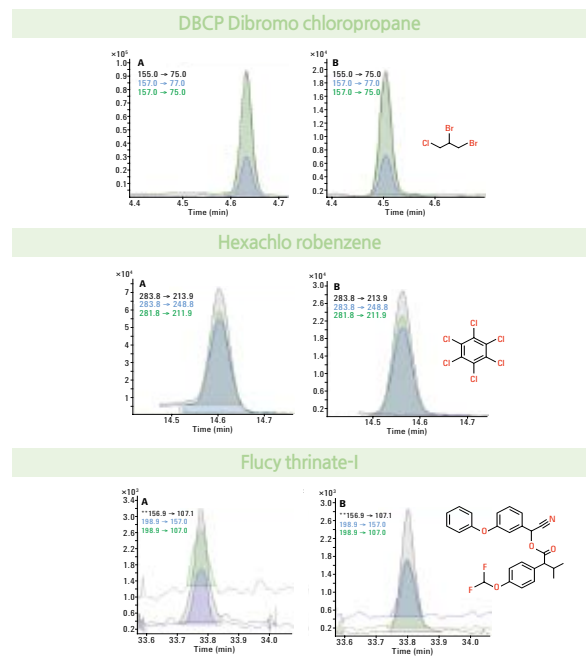 DBCP Dibromo chloropropane
×10⁵
A
155.0 → 75.0
157.0 → 77.0
157.0 → 75.0
1.0
0.9
0.8
0.7
0.6
0.5
0.4
0.3
0.2
0.1
4.4 4.5 4.6 4.7
Time (min)
×10⁴
B
155.0 → 75.0
157.0 → 77.0
157.0 → 75.0
2.0
1.8
1.6
1.4
1.2
1.0
0.8
0.6
0.4
0.2
4.4 4.5 4.6
Time (min)
Br
Cl Br
Hexachlo robenzene
×10⁴
A
283.8 → 213.9
283.8 → 248.8
281.8 → 211.9
7
6
5
4
3
2
1
14.5 14.6 14.7
Time (min)
×10⁴
B
283.8 → 213.9
283.8 → 248.8
281.8 → 211.9
3.0
2.6
2.2
1.8
1.4
1.0
0.6
0.2
14.5 14.6 14.7
Time (min)
Cl
Cl Cl
Cl Cl
Cl
Flucy thrinate-I
×10³
A
**156.9 → 107.1
198.9 → 157.0
198.9 → 107.0
3.4
3.0
2.6
2.2
1.8
1.4
1.0
0.6
0.2
33.6 33.7 33.8 33.9 34.0
Time (min)
×10³
B
**156.9 → 107.1
198.9 → 157.0
198.9 → 107.0
3.0
2.6
2.2
1.8
1.4
1.0
0.6
0.2
33.6 33.7 33.8 33.9 34.0
Time (min)
N
O
O
O
F
F O